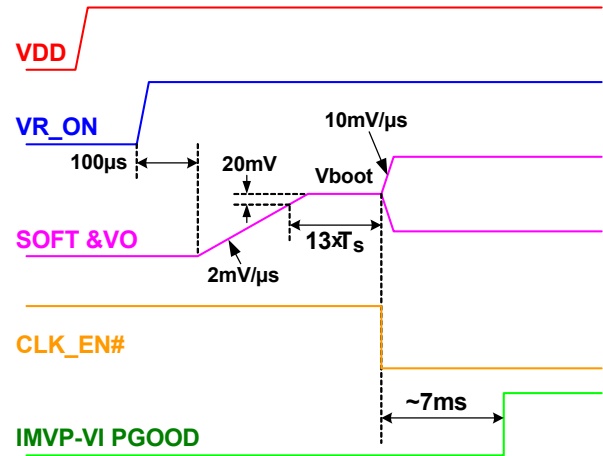 VDD
VR_ON
10mV/µs
100µs
20mV
Vboot
SOFT &VO
13xTs
2mV/µs
CLK_EN#
~7ms
IMVP-VI PGOOD